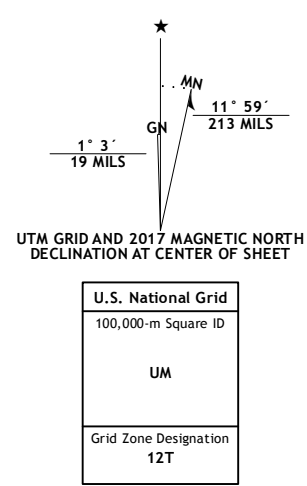 ★
MN
11° 59´
213 MILS
GN
1° 3´
19 MILS
UTM GRID AND 2017 MAGNETIC NORTH
DECLINATION AT CENTER OF SHEET
U.S. National Grid
100,000-m Square ID
UM
Grid Zone Designation
12T